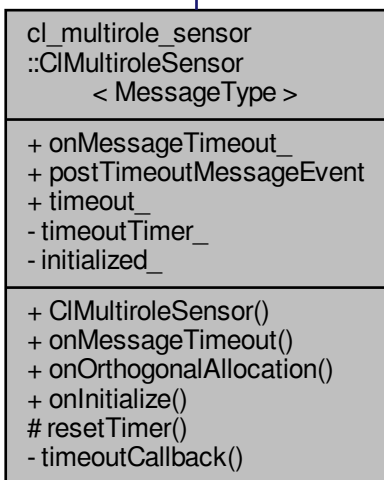 cl_multirole_sensor
::ClMultiroleSensor
< MessageType >
+ onMessageTimeout_
+ postTimeoutMessageEvent
+ timeout_
- timeoutTimer_
- initialized_
+ ClMultiroleSensor()
+ onMessageTimeout()
+ onOrthogonalAllocation()
+ onInitialize()
# resetTimer()
- timeoutCallback()